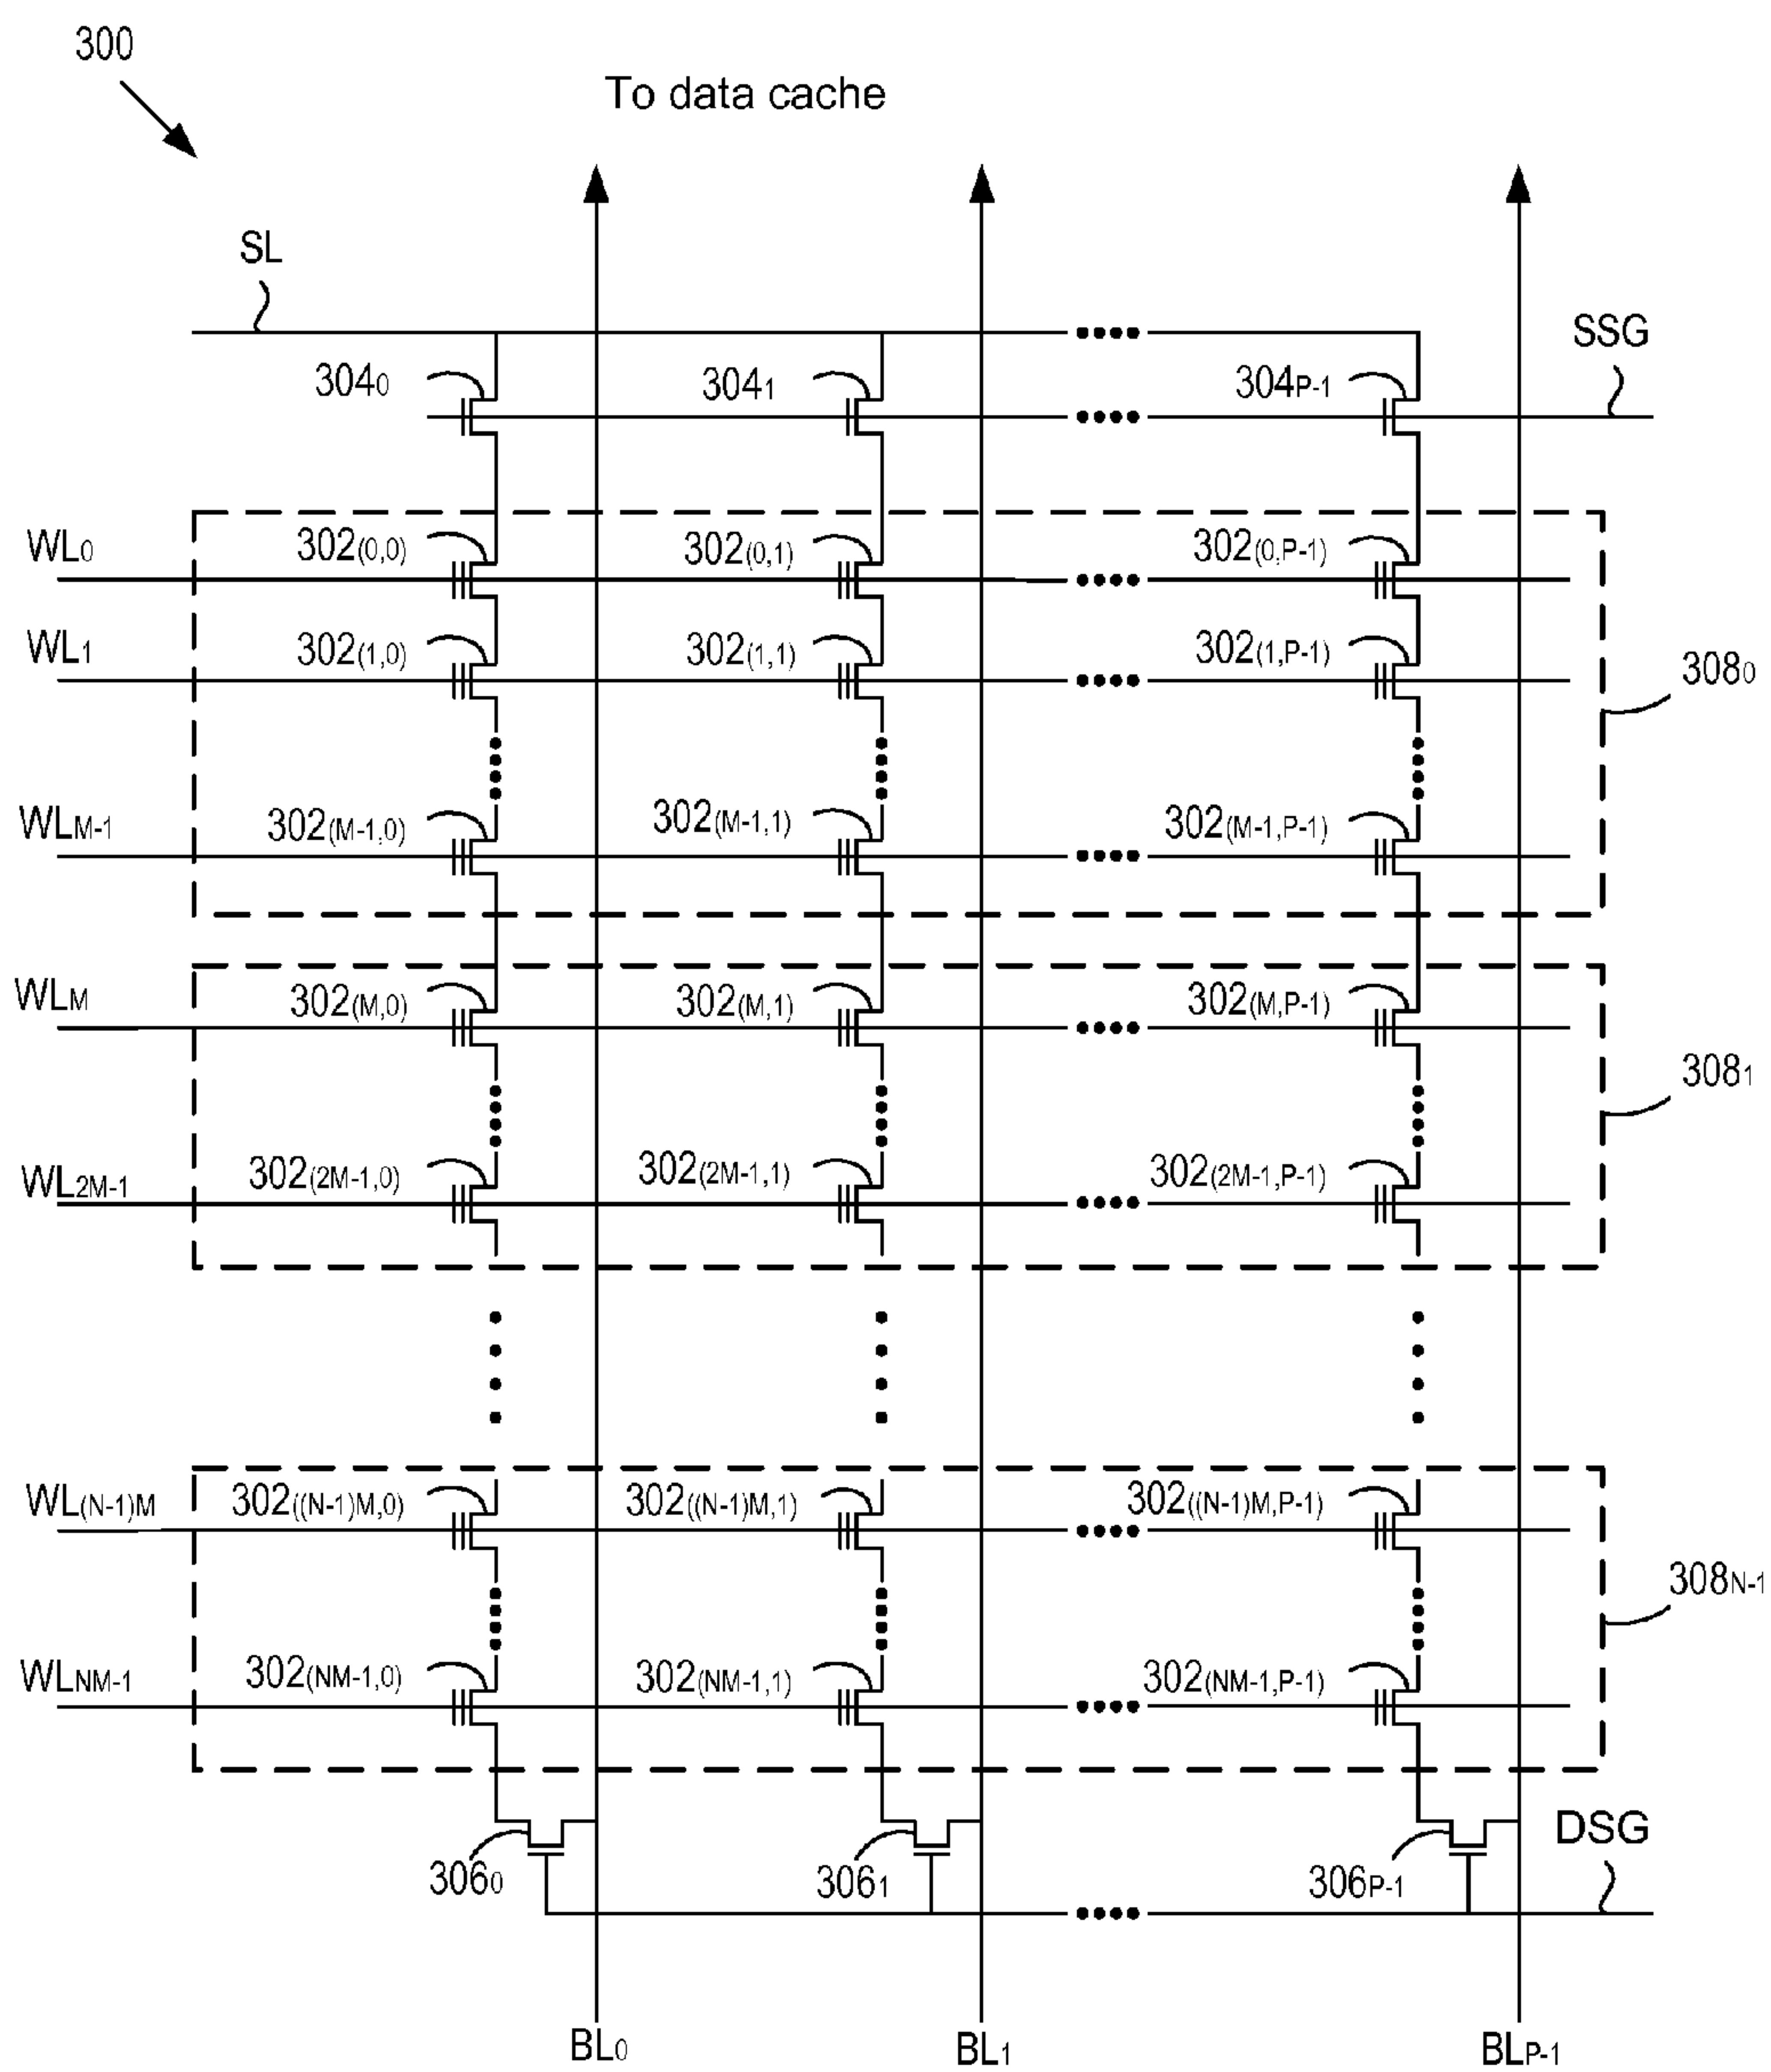 300
To data cache
SL
SSG
304₀ 304₁ 304P-1
WL₀ 302(0,0) 302(0,1) 302(0,P-1)
WL₁ 302(1,0) 302(1,1) 302(1,P-1)
308₀
WLM-1 302(M-1,0) 302(M-1,1) 302(M-1,P-1)
WLM 302(M,0) 302(M,1) 302(M,P-1)
308₁
WL2M-1 302(2M-1,0) 302(2M-1,1) 302(2M-1,P-1)
WL(N-1)M 302((N-1)M,0) 302((N-1)M,1) 302((N-1)M,P-1)
308N-1
WLNM-1 302(NM-1,0) 302(NM-1,1) 302(NM-1,P-1)
DSG
306₀ 306₁ 306P-1
BL₀ BL₁ BLP-1